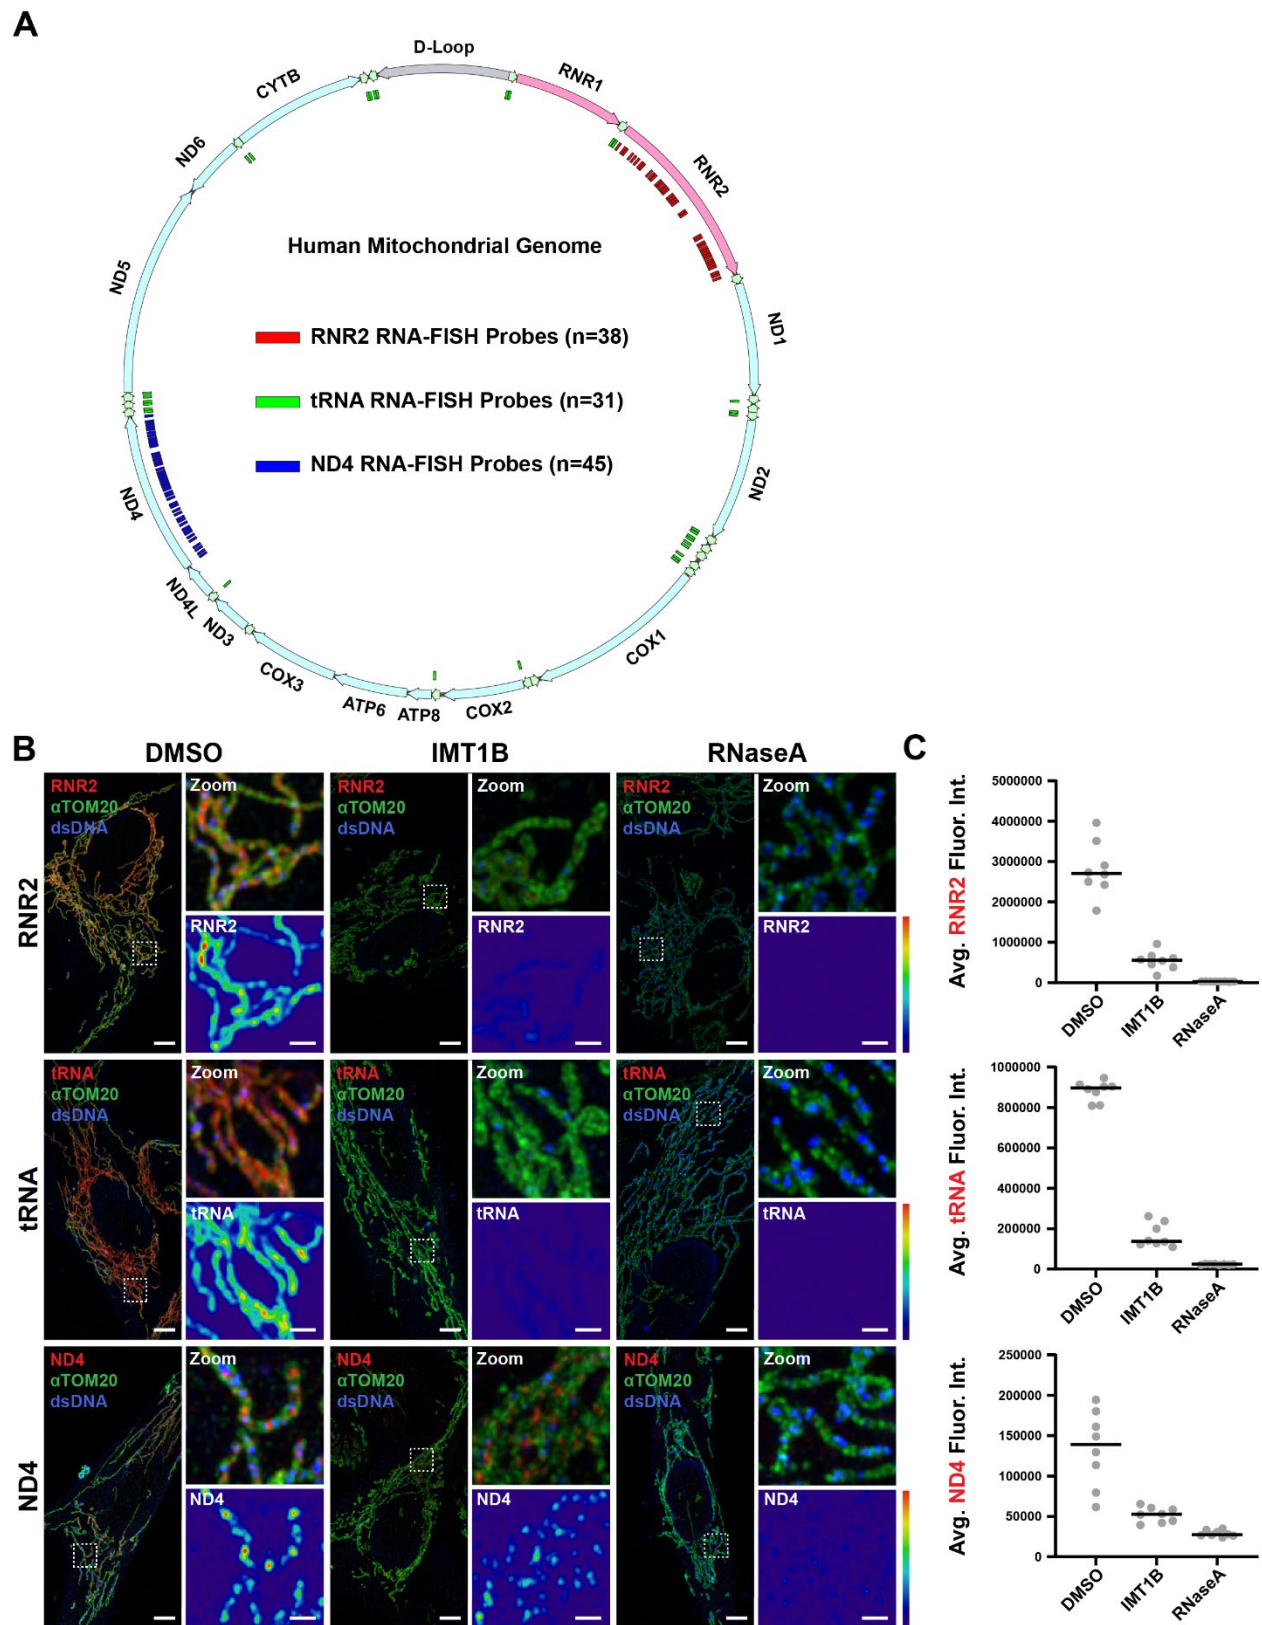 A
D-Loop
CYTB
RNR1
ND6
RNR2
Human Mitochondrial Genome
ND5
ND1
RNR2 RNA-FISH Probes (n=38)
tRNA RNA-FISH Probes (n=31)
ND4 RNA-FISH Probes (n=45)
ND4
ND2
ND4L
ND3
COX1
COX3
ATP6
ATP8
COX2
B
DMSO
IMT1B
RNaseA
RNR2
RNR2
αTOM20
dsDNA
Zoom
RNR2
RNR2
αTOM20
dsDNA
Zoom
RNR2
RNR2
αTOM20
dsDNA
Zoom
RNR2
tRNA
tRNA
αTOM20
dsDNA
Zoom
tRNA
tRNA
αTOM20
dsDNA
Zoom
tRNA
tRNA
αTOM20
dsDNA
Zoom
tRNA
ND4
ND4
αTOM20
dsDNA
Zoom
ND4
ND4
αTOM20
dsDNA
Zoom
ND4
ND4
αTOM20
dsDNA
Zoom
ND4
C
Avg. RNR2 Fluor. Int.
5000000
4000000
3000000
2000000
1000000
0
DMSO
IMT1B
RNaseA
Avg. tRNA Fluor. Int.
1000000
800000
600000
400000
200000
0
DMSO
IMT1B
RNaseA
Avg. ND4 Fluor. Int.
250000
200000
150000
100000
50000
0
DMSO
IMT1B
RNaseA